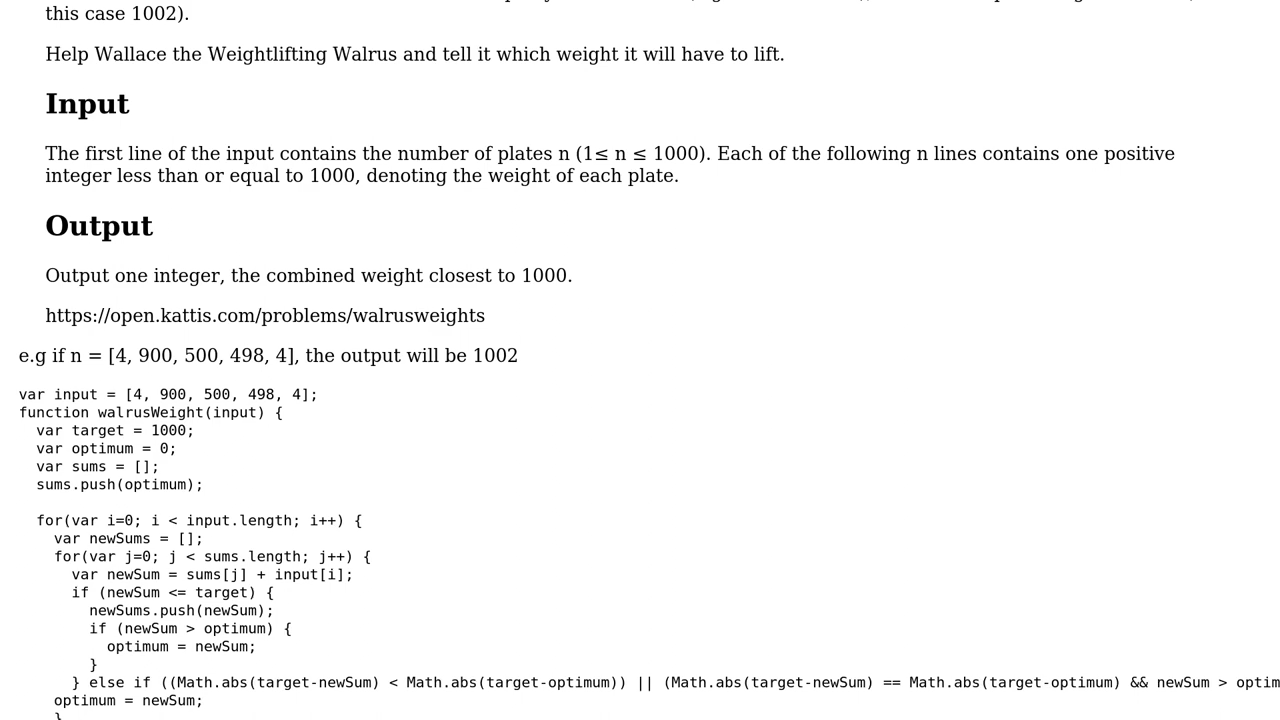 this case 1002).
Help Wallace the Weightlifting Walrus and tell it which weight it will have to lift.
Input
The first line of the input contains the number of plates n (1≤ n ≤ 1000). Each of the following n lines contains one positive
integer less than or equal to 1000, denoting the weight of each plate.
Output
Output one integer, the combined weight closest to 1000.
https://open.kattis.com/problems/walrusweights
e.g if n = [4, 900, 500, 498, 4], the output will be 1002
var input = [4, 900, 500, 498, 4];
function walrusWeight(input) {
  var target = 1000;
  var optimum = 0;
  var sums = [];
  sums.push(optimum);

  for(var i=0; i < input.length; i++) {
    var newSums = [];
    for(var j=0; j < sums.length; j++) {
      var newSum = sums[j] + input[i];
      if (newSum <= target) {
        newSums.push(newSum);
        if (newSum > optimum) {
          optimum = newSum;
        }
      } else if ((Math.abs(target-newSum) < Math.abs(target-optimum)) || (Math.abs(target-newSum) == Math.abs(target-optimum) && newSum > optim
    optimum = newSum;
    }